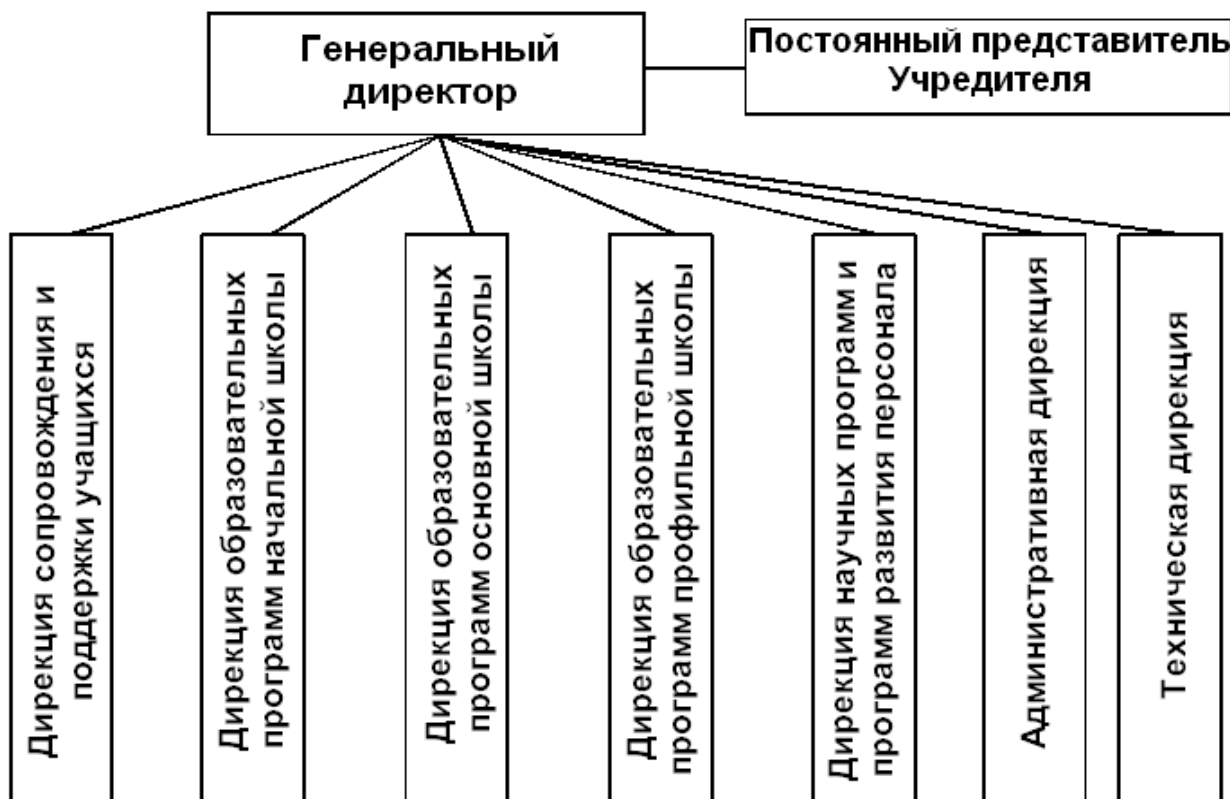 Генеральный
директор
Постоянный представитель
Учредителя
Дирекция сопровождения и
поддержки учащихся
Дирекция образовательных
программ начальной школы
Дирекция образовательных
программ основной школы
Дирекция образовательных
программ профильной школы
Дирекция научных программ и
программ развития персонала
Административная дирекция
Техническая дирекция